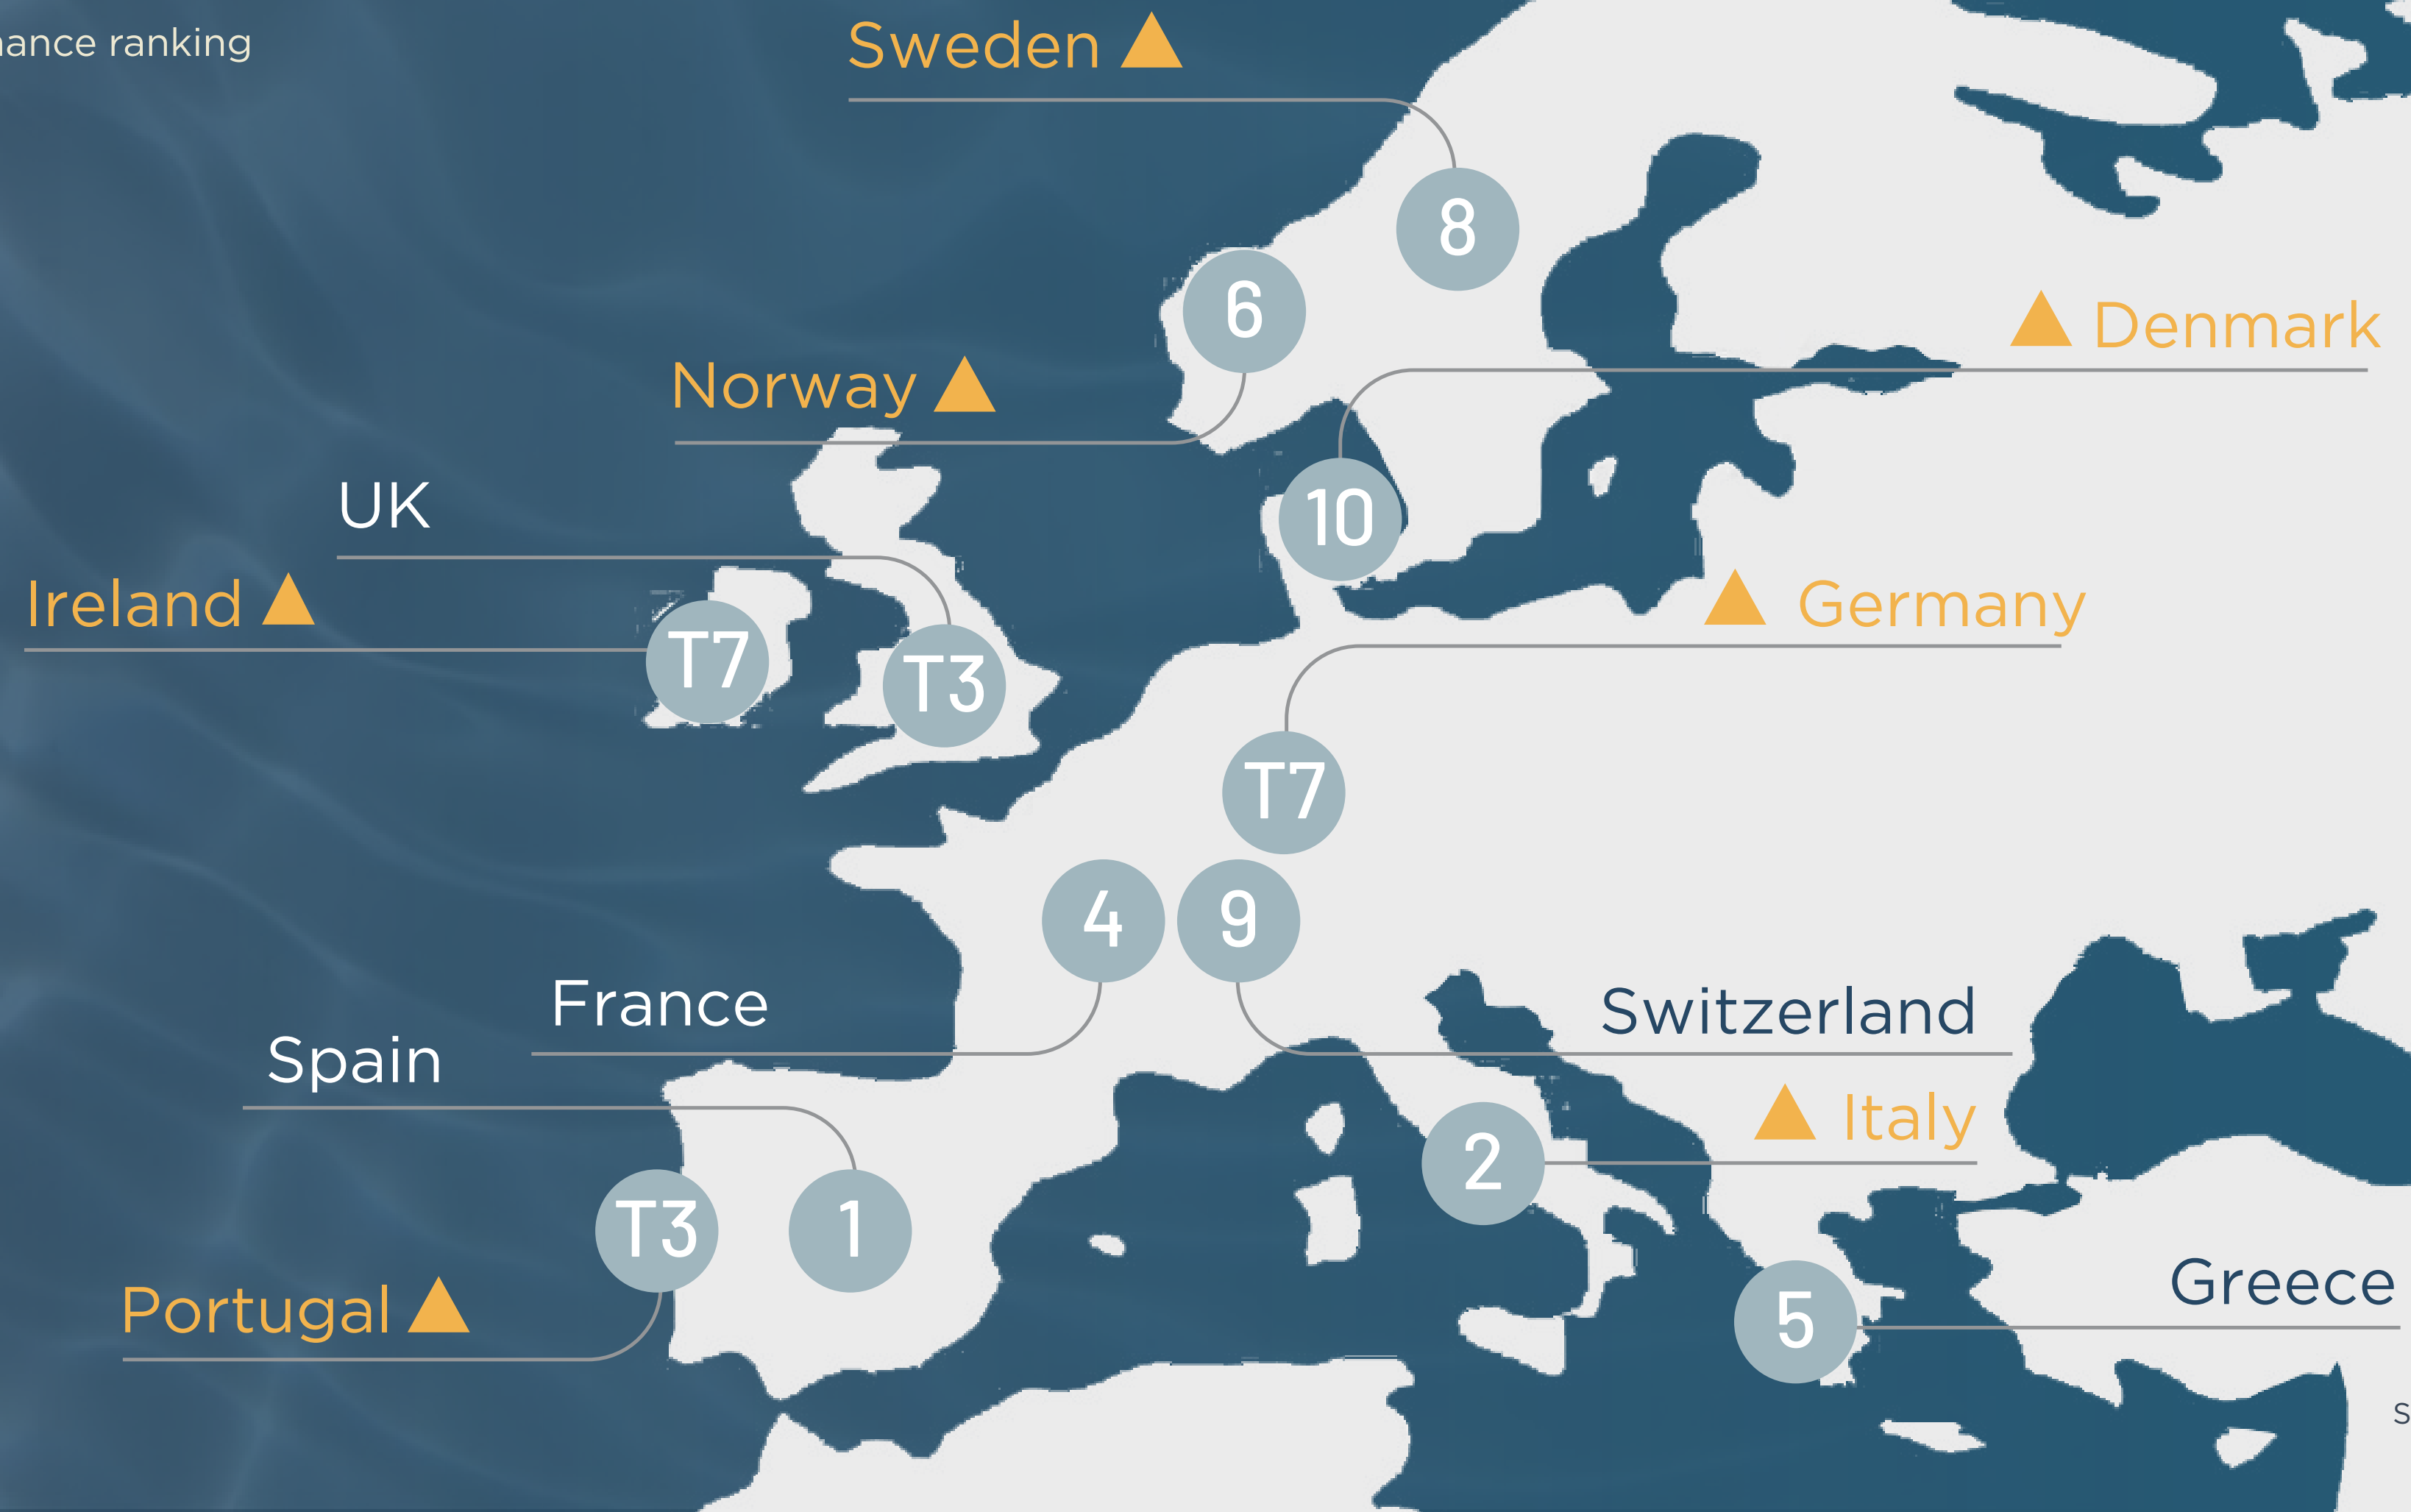 ance ranking
Sweden
8
6
Denmark
Norway
UK
10
Ireland
Germany
T7
T3
T7
4
9
France
Switzerland
Spain
Italy
2
T3
1
Greece
Portugal
5